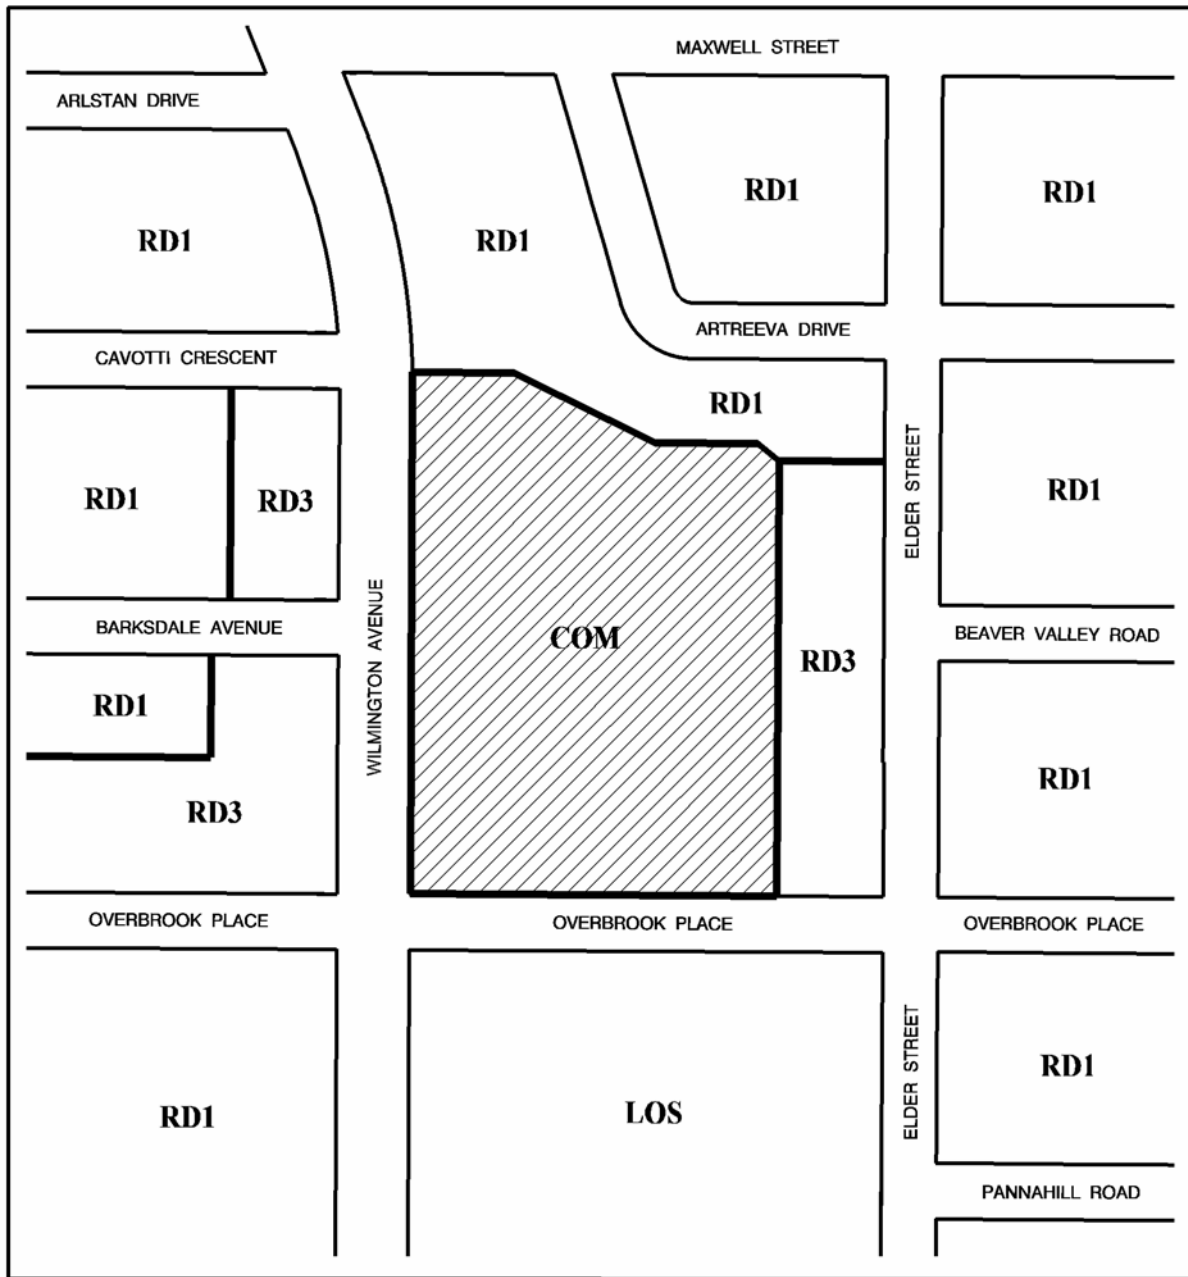 MAXWELL STREET
ARLSTAN DRIVE
RD1
RD1
RD1
RD1
ARTREEVA DRIVE
CAVOTTI CRESCENT
RD1
ELDER STREET
RD1
RD3
RD1
WILMINGTON AVENUE
BARKSDALE AVENUE
COM
BEAVER VALLEY ROAD
RD3
RD1
RD1
RD3
OVERBROOK PLACE
OVERBROOK PLACE
OVERBROOK PLACE
ELDER STREET
RD1
RD1
LOS
PANNAHILL ROAD